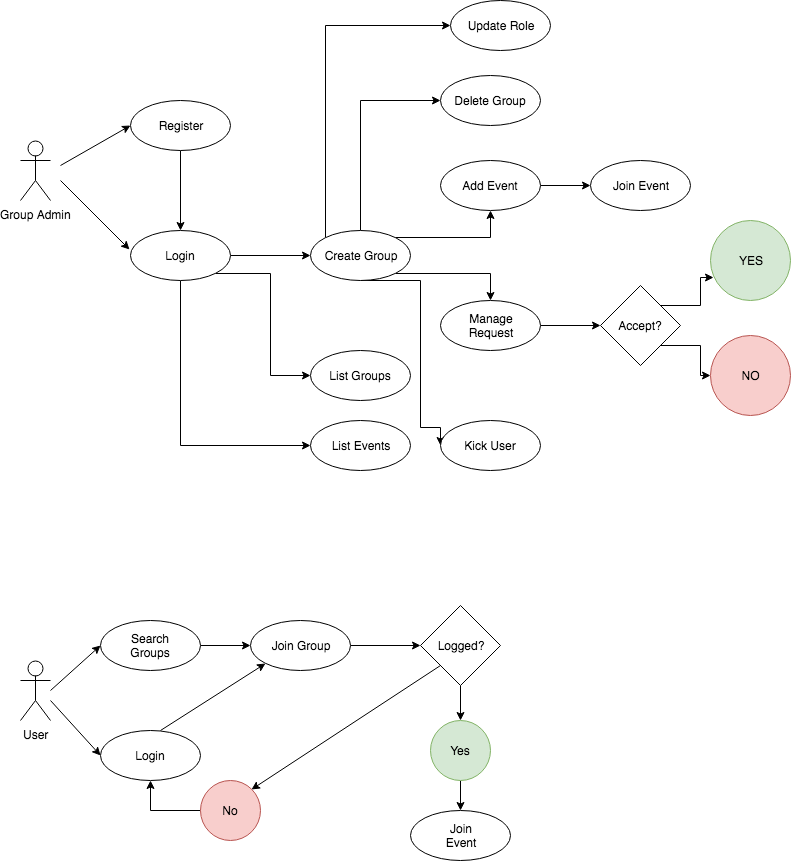 Update Role
Delete Group
Register
Group Admin
Add Event
Join Event
Login
Create Group
YES
Manage
Request
Accept?
List Groups
NO
List Events
Kick User
Search
Groups
Join Group
Logged?
User
Login
Yes
No
Join
Event